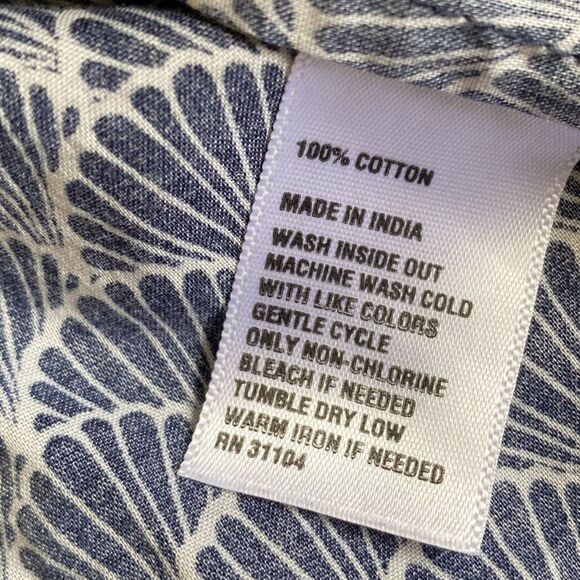 100% COTTON
MADE IN INDIA
WASH INSIDE OUT
MACHINE WASH COLD
WITH LIKE COLORS
GENTLE CYCLE
ONLY NON-CHLORINE
BLEACH IF NEEDED
TUMBLE DRY LOW
WARM IRON IF NEEDED
RN 31104